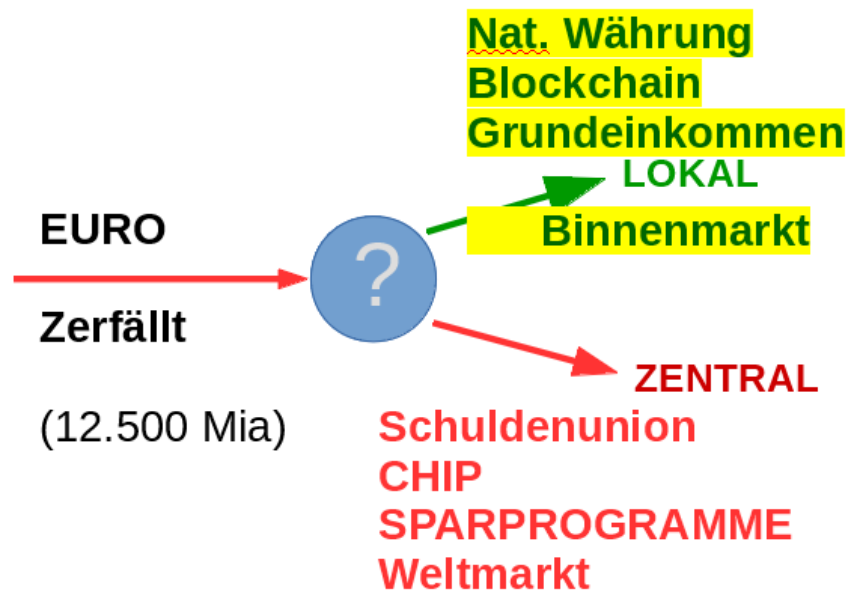 Nat. Währung
Blockchain
Grundeinkommen
LOKAL
Binnenmarkt
EURO
?
Zerfällt
(12.500 Mia)
ZENTRAL
Schuldenunion
CHIP
SPARPROGRAMME
Weltmarkt